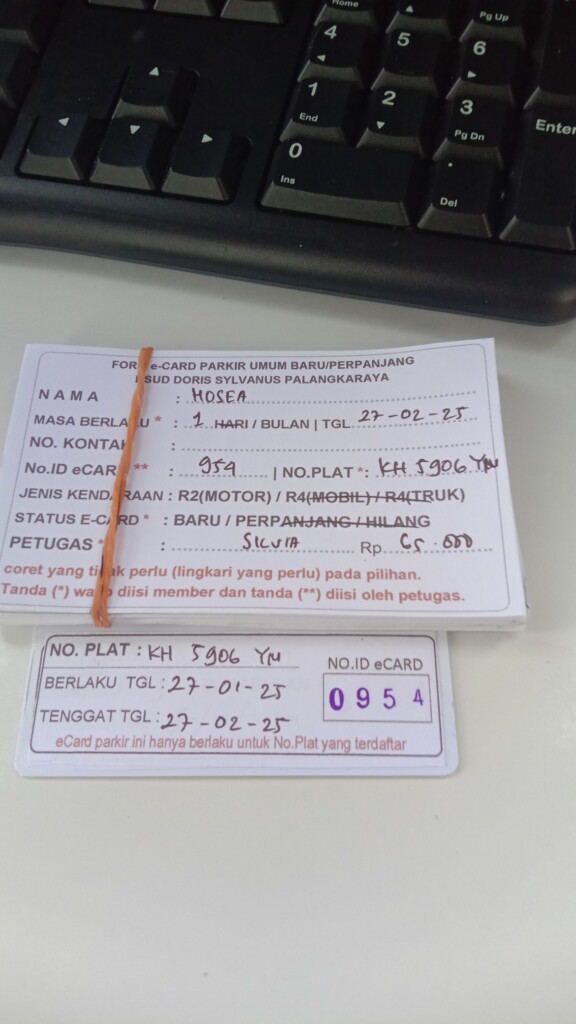 Home
Pg Up
4
5
6
1
End
2
3
Pg Dn
Enter
0
Ins
.
Del
FOR e-CARD PARKIR UMUM BARU/PERPANJANG
RSUD DORIS SYLVANUS PALANGKARAYA
NAMA : HOSEA
MASA BERLAKU * : 1 HARI / BULAN | TGL 27-02-25
NO. KONTAK :
No.ID eCARD ** : 954 | NO.PLAT *: KH 5906 YM
JENIS KENDARAAN : R2(MOTOR) / R4(MOBIL) / R4(TRUK)
STATUS E-CARD * : BARU / PERPANJANG / HILANG
PETUGAS * : SILVIA Rp 65.000
coret yang tidak perlu (lingkari yang perlu) pada pilihan.
Tanda (*) wajib diisi member dan tanda (**) diisi oleh petugas.
NO. PLAT : KH 5906 YM
NO.ID eCARD
BERLAKU TGL : 27-01-25
0954
TENGGAT TGL : 27-02-25
eCard parkir ini hanya berlaku untuk No.Plat yang terdaftar